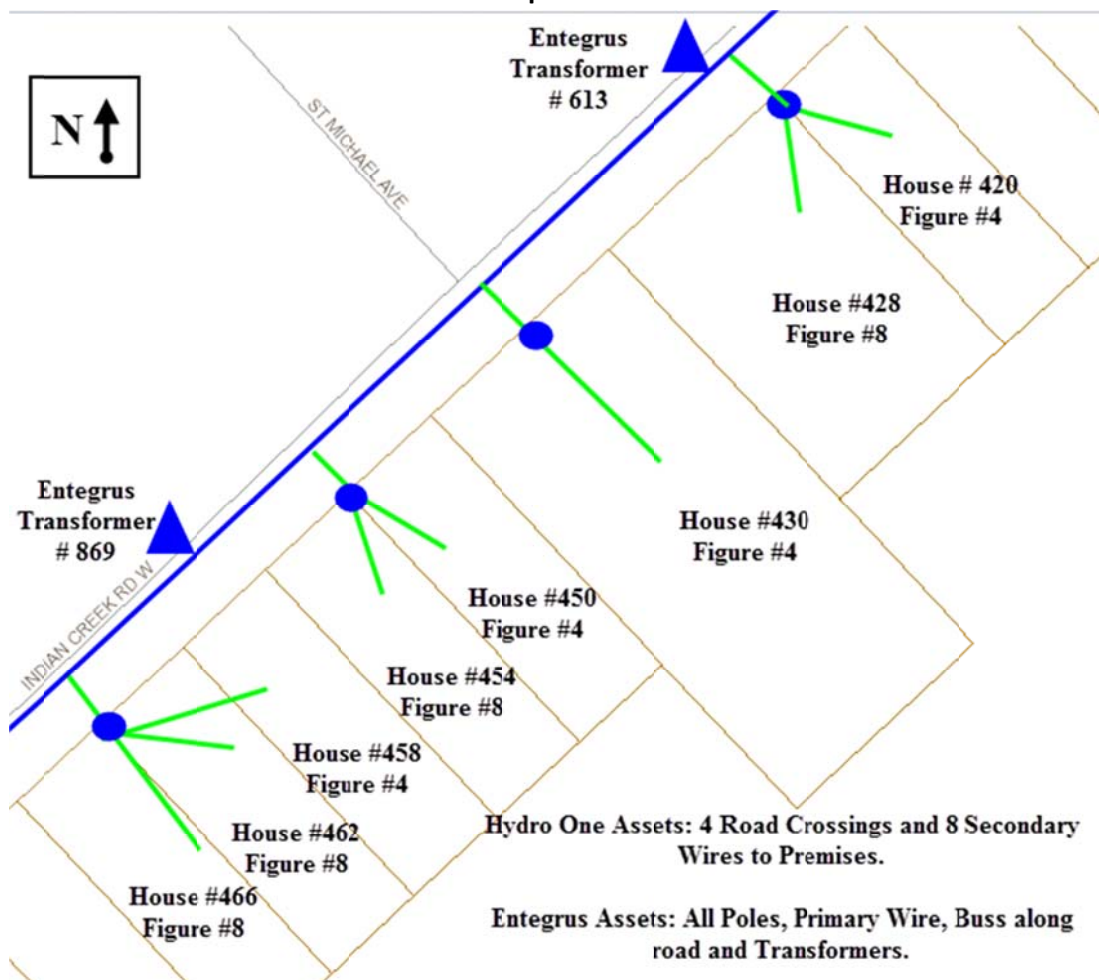 Entegrus
Transformer
# 613
N
ST MICHAEL AVE
House # 420
Figure #4
House #428
Figure #8
Entegrus
Transformer
# 869
House #430
Figure #4
INDIAN CREEK RD W
House #450
Figure #4
House #454
Figure #8
House #458
Figure #4
House #462
Figure #8
House #466
Figure #8
Hydro One Assets: 4 Road Crossings and 8 Secondary
Wires to Premises.
Entegrus Assets: All Poles, Primary Wire, Buss along
road and Transformers.